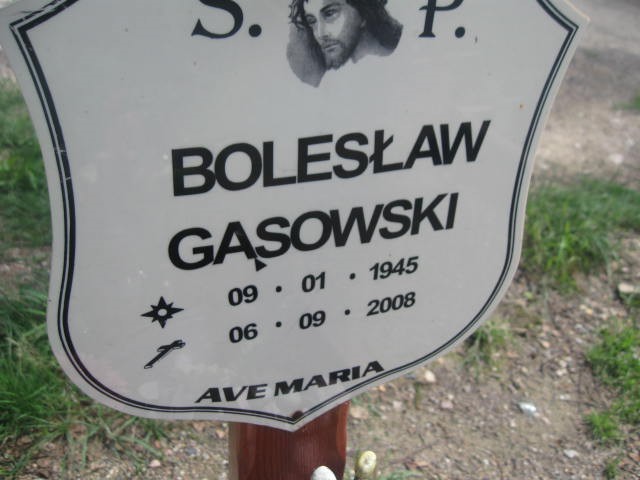 S. P.
BOLESŁAW
GĄSOWSKI
09 · 01 · 1945
06 · 09 · 2008
AVE MARIA